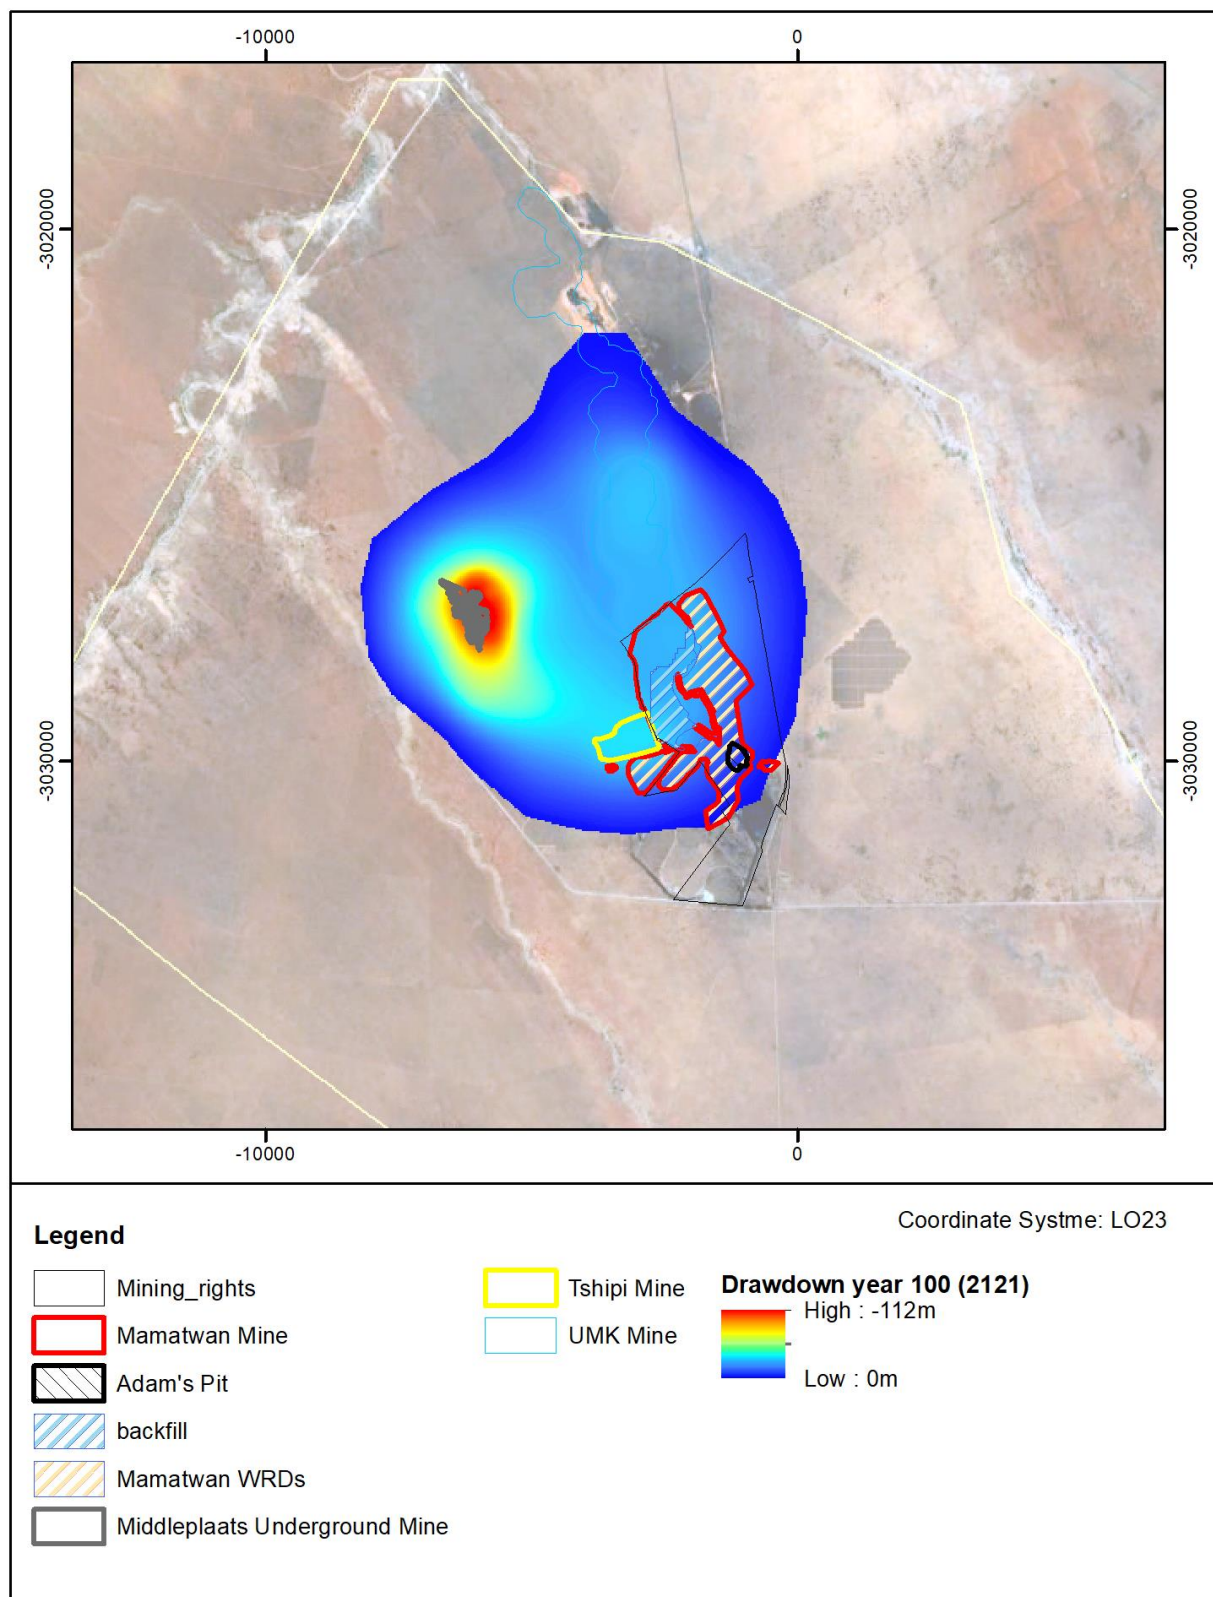 -10000 0
-3020000 -3020000
-3030000 -3030000
-10000 0
Coordinate Systme: LO23
Legend
Mining_rights
Mamatwan Mine
Adam's Pit
backfill
Mamatwan WRDs
Middleplaats Underground Mine
Tshipi Mine
UMK Mine
Drawdown year 100 (2121)
High : -112m
Low : 0m